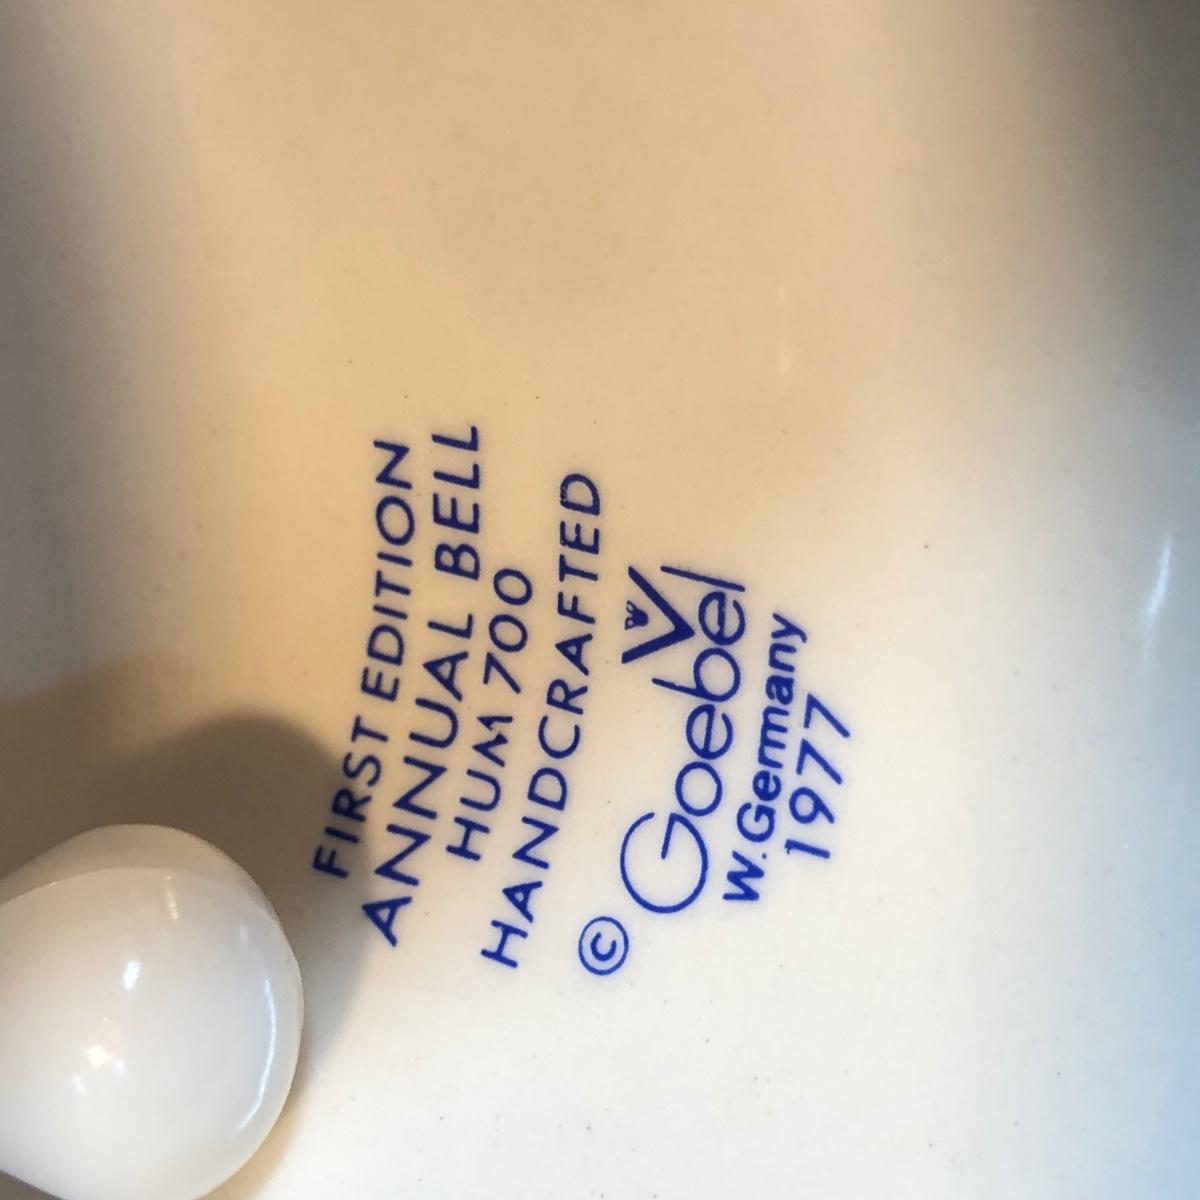 FIRST EDITION
ANNUAL BELL
HUM 700
HANDCRAFTED
© Goebel
W. Germany
1977